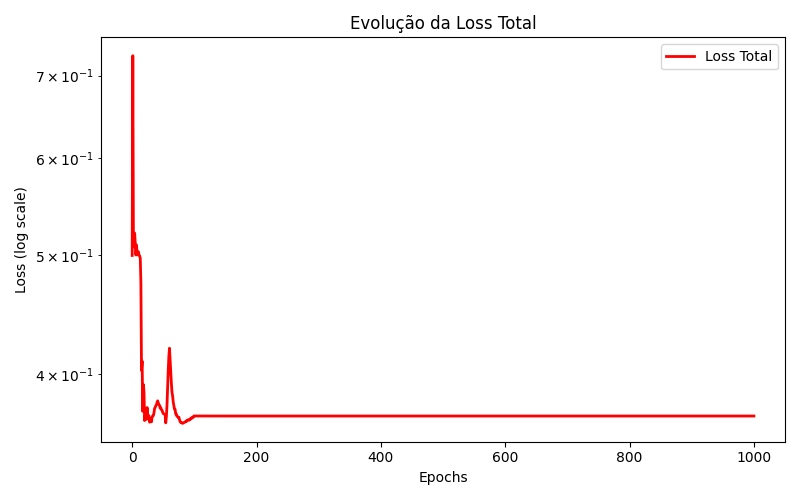 Evolução da Loss Total
Loss Total
7 × 10⁻¹
6 × 10⁻¹
5 × 10⁻¹
4 × 10⁻¹
Loss (log scale)
0 200 400 600 800 1000
Epochs